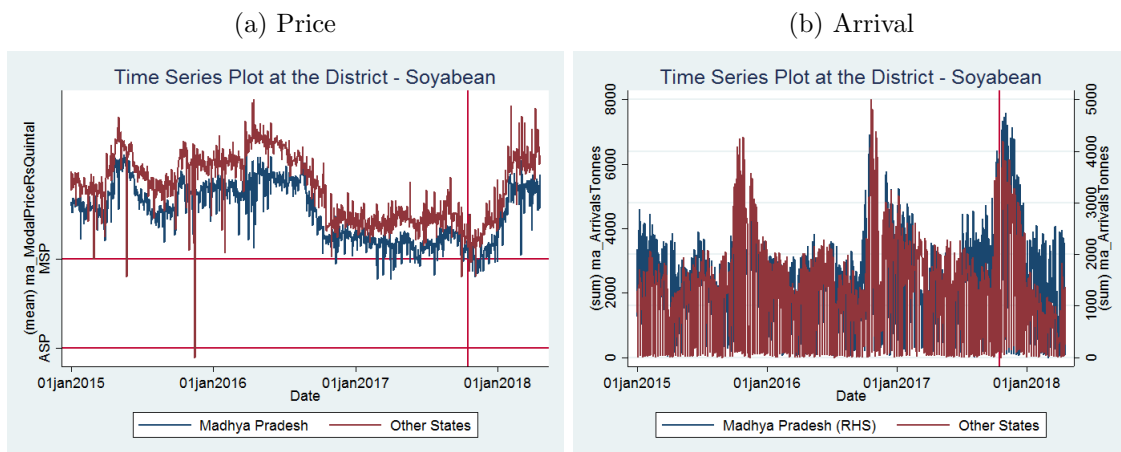 (a) Price
Time Series Plot at the District - Soyabean
(mean) ma_ModalPriceRsQuintal
MSP
ASP
01jan2015
01jan2016
01jan2017
01jan2018
Date
Madhya Pradesh
Other States
(b) Arrival
Time Series Plot at the District - Soyabean
(sum) ma_ArrivalsTonnes
8000
6000
4000
2000
0
(sum) ma_ArrivalsTonnes
5000
4000
3000
2000
1000
0
01jan2015
01jan2016
01jan2017
01jan2018
Date
Madhya Pradesh (RHS)
Other States